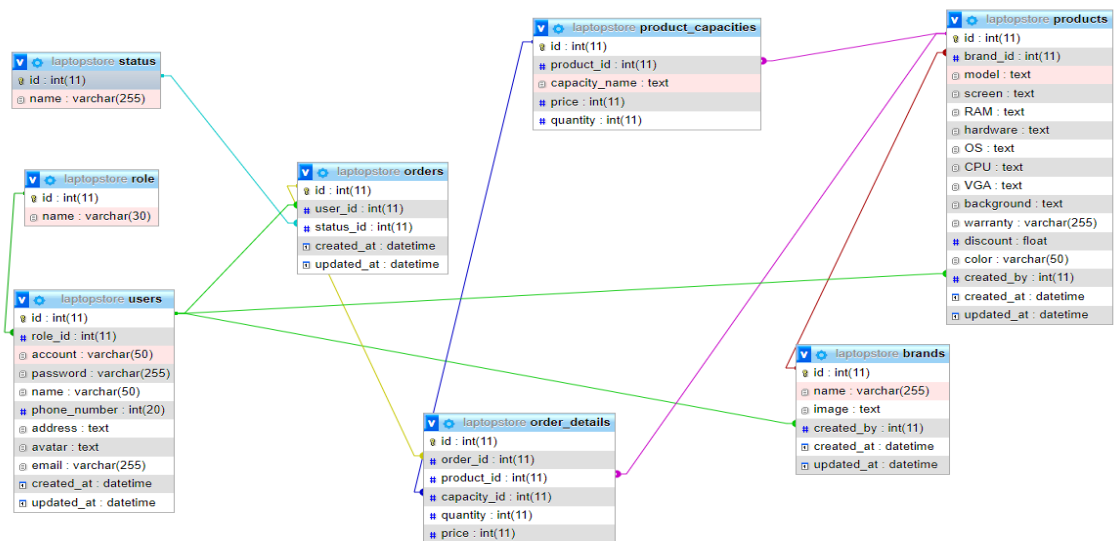 laptopstore status
id : int(11)
name : varchar(255)
laptopstore role
id : int(11)
name : varchar(30)
laptopstore users
id : int(11)
role_id : int(11)
account : varchar(50)
password : varchar(255)
name : varchar(50)
phone_number : int(20)
address : text
avatar : text
email : varchar(255)
created_at : datetime
updated_at : datetime
laptopstore orders
id : int(11)
user_id : int(11)
status_id : int(11)
created_at : datetime
updated_at : datetime
laptopstore order_details
id : int(11)
order_id : int(11)
product_id : int(11)
capacity_id : int(11)
quantity : int(11)
price : int(11)
laptopstore product_capacities
id : int(11)
product_id : int(11)
capacity_name : text
price : int(11)
quantity : int(11)
laptopstore products
id : int(11)
brand_id : int(11)
model : text
screen : text
RAM : text
hardware : text
OS : text
CPU : text
VGA : text
background : text
warranty : varchar(255)
discount : float
color : varchar(50)
created_by : int(11)
created_at : datetime
updated_at : datetime
laptopstore brands
id : int(11)
name : varchar(255)
image : text
created_by : int(11)
created_at : datetime
updated_at : datetime